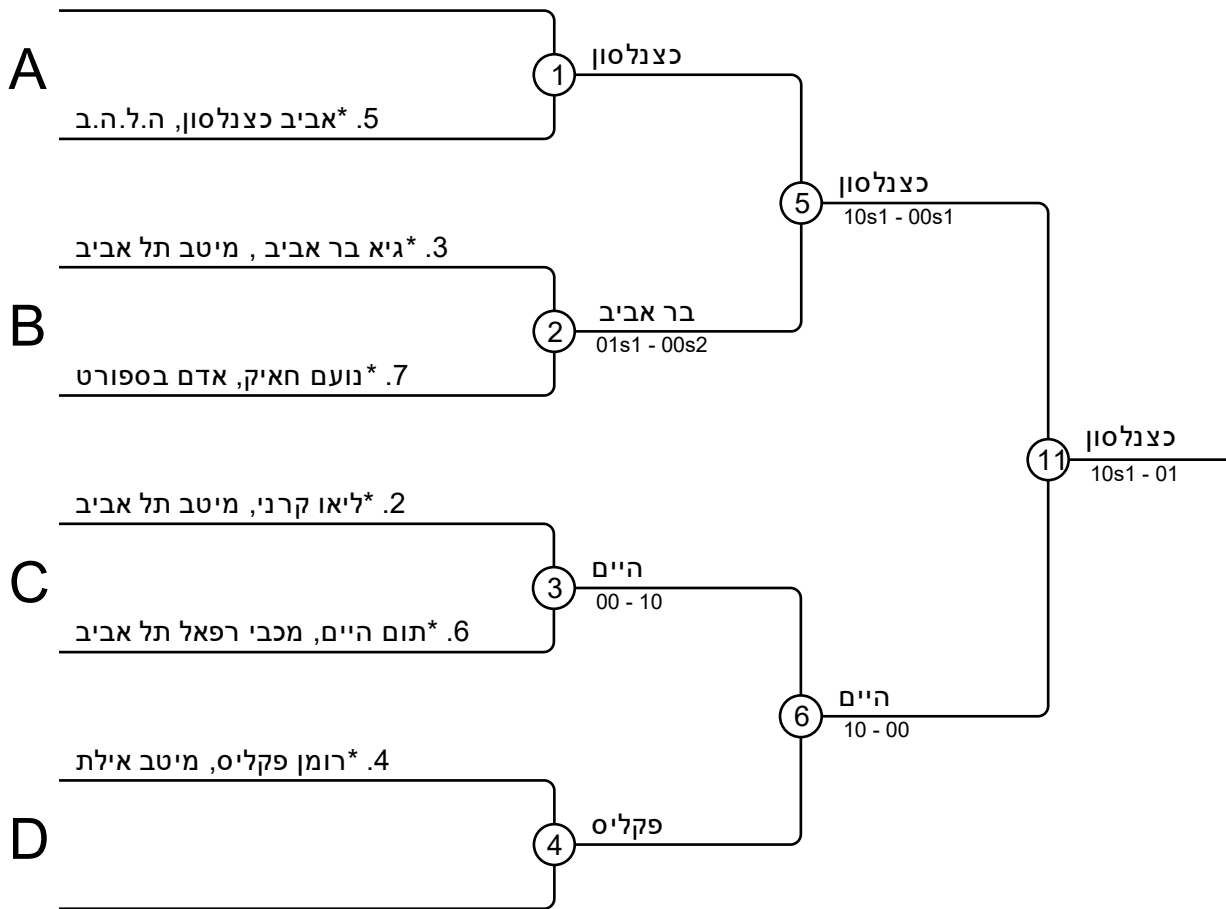 A
1
כצנלסון
5. *אביב כצנלסון, ה.ל.ה.ב
5
כצנלסון
10s1 - 00s1
3. *גיא בר אביב , מיטב תל אביב
B
2
בר אביב
01s1 - 00s2
7. *נועם חאיק, אדם בספורט
11
כצנלסון
10s1 - 01
2. *ליאו קרני, מיטב תל אביב
C
3
היים
00 - 10
6. *תום היים, מכבי רפאל תל אביב
6
היים
10 - 00
4. *רומן פקליס, מיטב אילת
D
4
פקליס